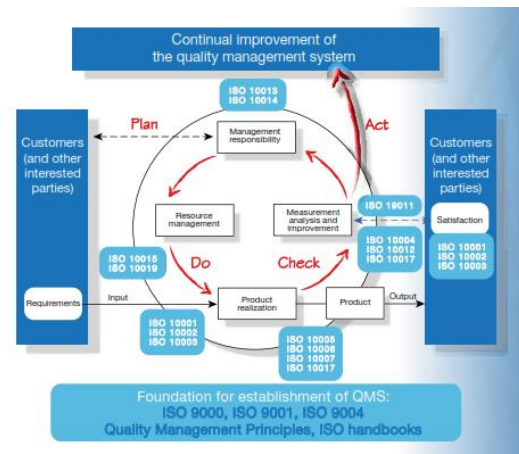 Continual improvement of
the quality management system
ISO 10013
ISO 10014
Plan
Act
Customers
(and other
interested
parties)
Management
responsibility
Customers
(and other
interested
parties)
ISO 19011
Resource
management
Measurement
analysis and
improvement
Satisfaction
ISO 10004
ISO 10012
ISO 10017
ISO 10001
ISO 10002
ISO 10003
ISO 10015
ISO 10019
Do
Check
Requirements
Input
Product
realization
Product
Output
ISO 10001
ISO 10002
ISO 10003
ISO 10005
ISO 10006
ISO 10007
ISO 10017
Foundation for establishment of QMS:
ISO 9000, ISO 9001, ISO 9004
Quality Management Principles, ISO handbooks